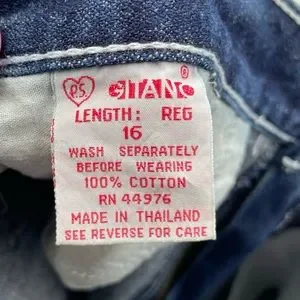 P.S. GITANO®
LENGTH: REG
16
WASH SEPARATELY
BEFORE WEARING
100% COTTON
RN 44976
MADE IN THAILAND
SEE REVERSE FOR CARE